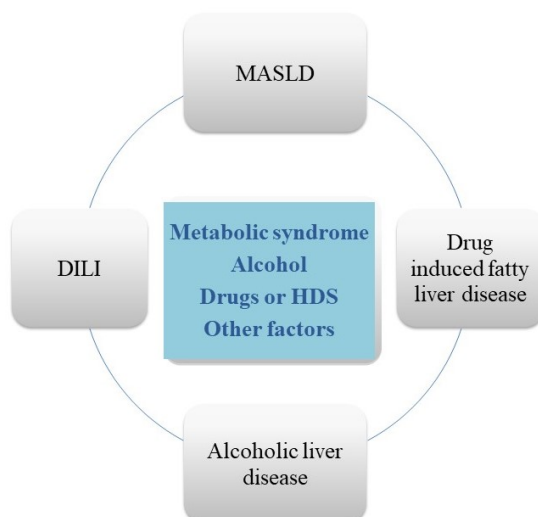 MASLD
DILI
Metabolic syndrome
Alcohol
Drugs or HDS
Other factors
Drug
induced fatty
liver disease
Alcoholic liver
disease